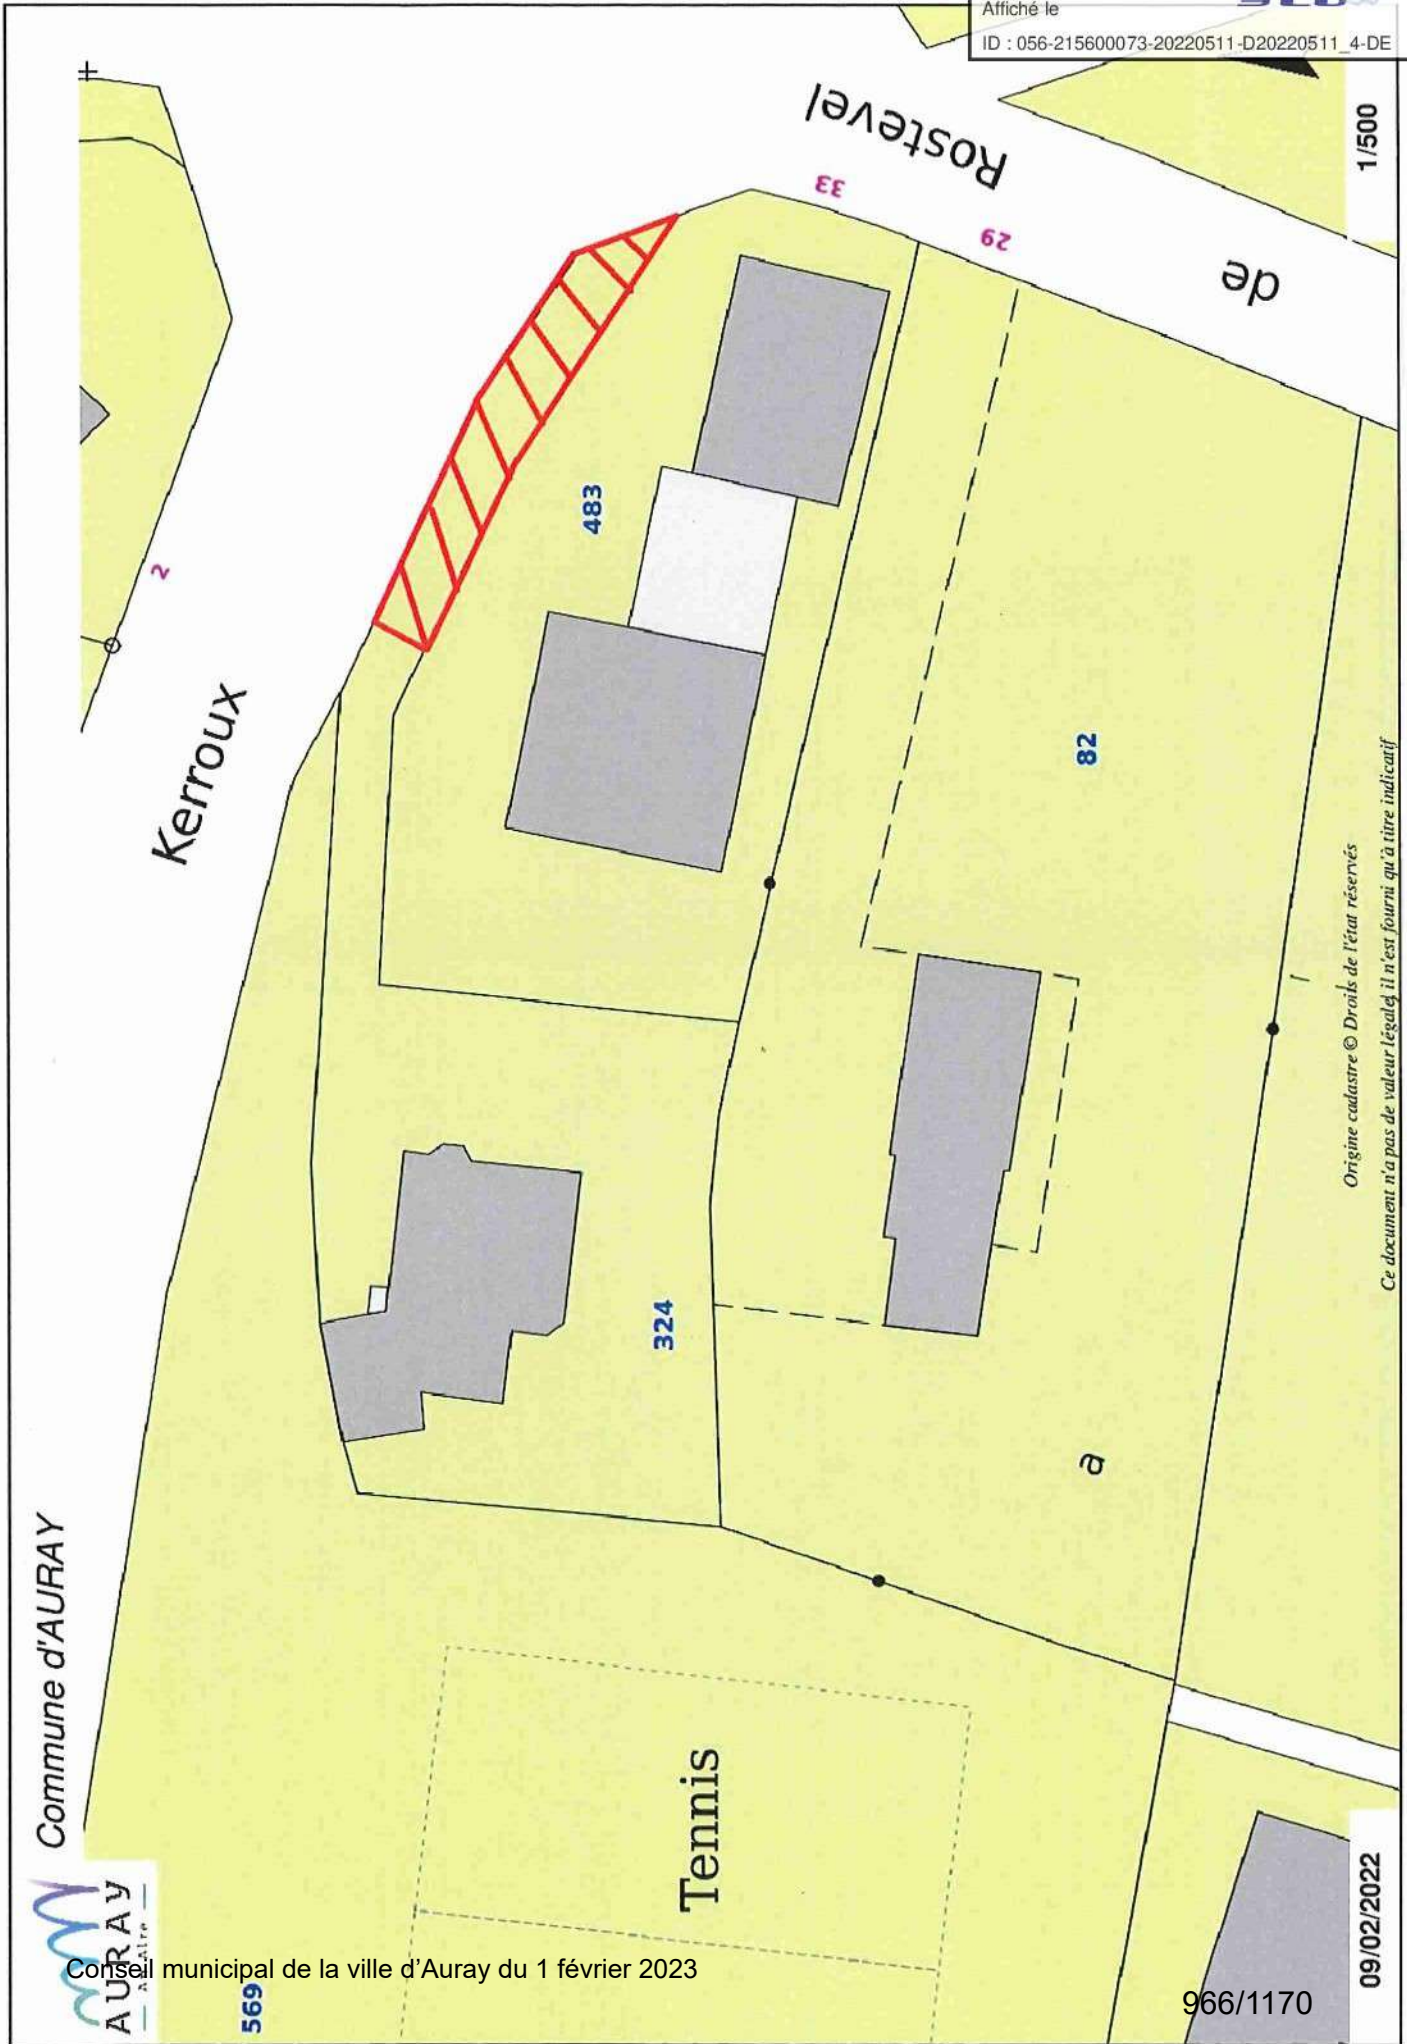 Affiché le
ID : 056-215600073-20220511-D20220511_4-DE
Commune d'AURAY
AURAY
Kerroux
Rostevel
de
2
33
29
483
82
324
a
Tennis
569
1/500
09/02/2022
Origine cadastre © Droits de l'état réservés
Ce document n'a pas de valeur légale, il n'est fourni qu'à titre indicatif
Conseil municipal de la ville d'Auray du 1 février 2023
966/1170